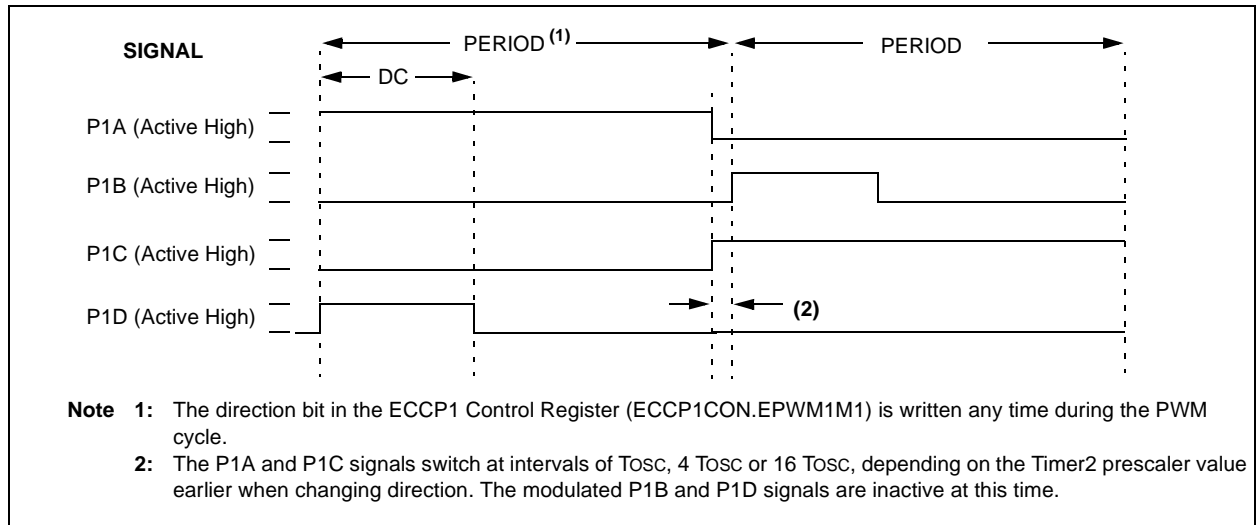 SIGNAL
PERIOD(1)
PERIOD
DC
P1A (Active High)
P1B (Active High)
P1C (Active High)
P1D (Active High)
(2)
Note 1: The direction bit in the ECCP1 Control Register (ECCP1CON.EPWM1M1) is written any time during the PWM
cycle.
2: The P1A and P1C signals switch at intervals of TOSC, 4 TOSC or 16 TOSC, depending on the Timer2 prescaler value
earlier when changing direction. The modulated P1B and P1D signals are inactive at this time.